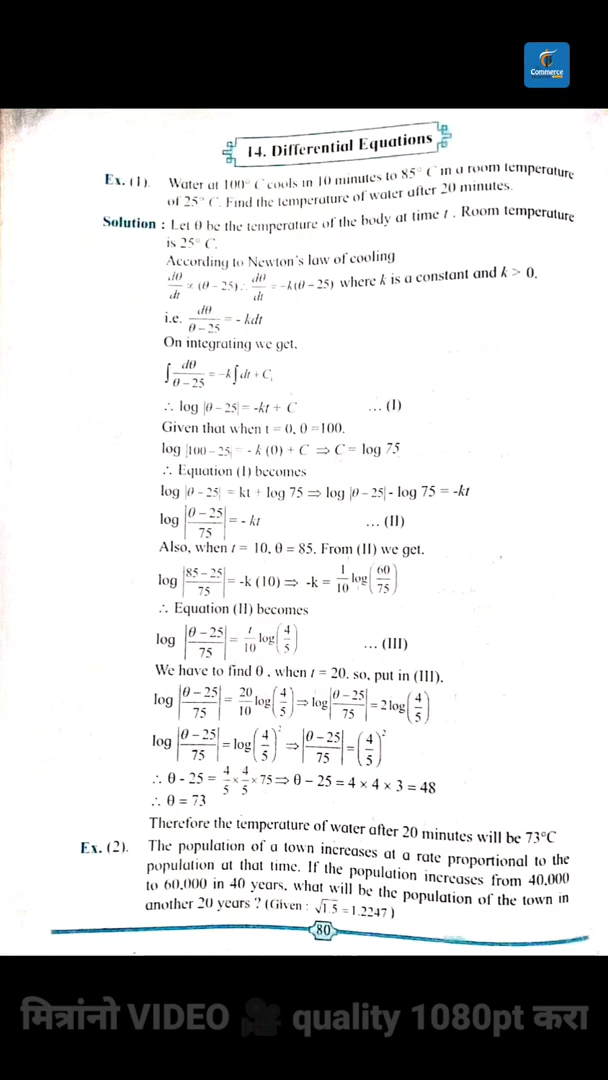 Commerce
14. Differential Equations
Ex. (1). Water at 100° C cools in 10 minutes to 85° C in a room temperature
of 25° C. Find the temperature of water after 20 minutes.
Solution : Let θ be the temperature of the body at time t . Room temperature
is 25° C.
According to Newton's law of cooling
dθ/dt ∝ (θ – 25) ∴ dθ/dt = –k(θ – 25) where k is a constant and k > 0.
i.e. dθ/θ – 25 = - kdt
On integrating we get,
∫ dθ/θ – 25 = –k∫ dt + C,
∴ log |θ – 25| = -kt + C ... (I)
Given that when t = 0, θ =100.
log |100 – 25| = - k (0) + C ⇒ C = log 75
∴ Equation (I) becomes
log |θ – 25| = kt + log 75 ⇒ log |θ – 25| - log 75 = -kt
log |θ – 25/75| = - kt ... (II)
Also, when t = 10, θ = 85. From (II) we get.
log |85 – 25/75| = -k (10) ⇒ -k = 1/10 log(60/75)
∴ Equation (II) becomes
log |θ – 25/75| = t/10 log(4/5) ... (III)
We have to find θ , when t = 20. so, put in (III).
log |θ – 25/75| = 20/10 log(4/5) ⇒ log |θ – 25/75| = 2 log(4/5)
log |θ – 25/75| = log(4/5)² ⇒ |θ – 25/75| = (4/5)²
∴ θ - 25 = 4/5 × 4/5 × 75 ⇒ θ – 25 = 4 × 4 × 3 = 48
∴ θ = 73
Therefore the temperature of water after 20 minutes will be 73°C
Ex. (2). The population of a town increases at a rate proportional to the
population at that time. If the population increases from 40,000
to 60,000 in 40 years, what will be the population of the town in
another 20 years ? (Given : √1.5 = 1.2247 )
80
मित्रांनो VIDEO 🎥 quality 1080pt करा